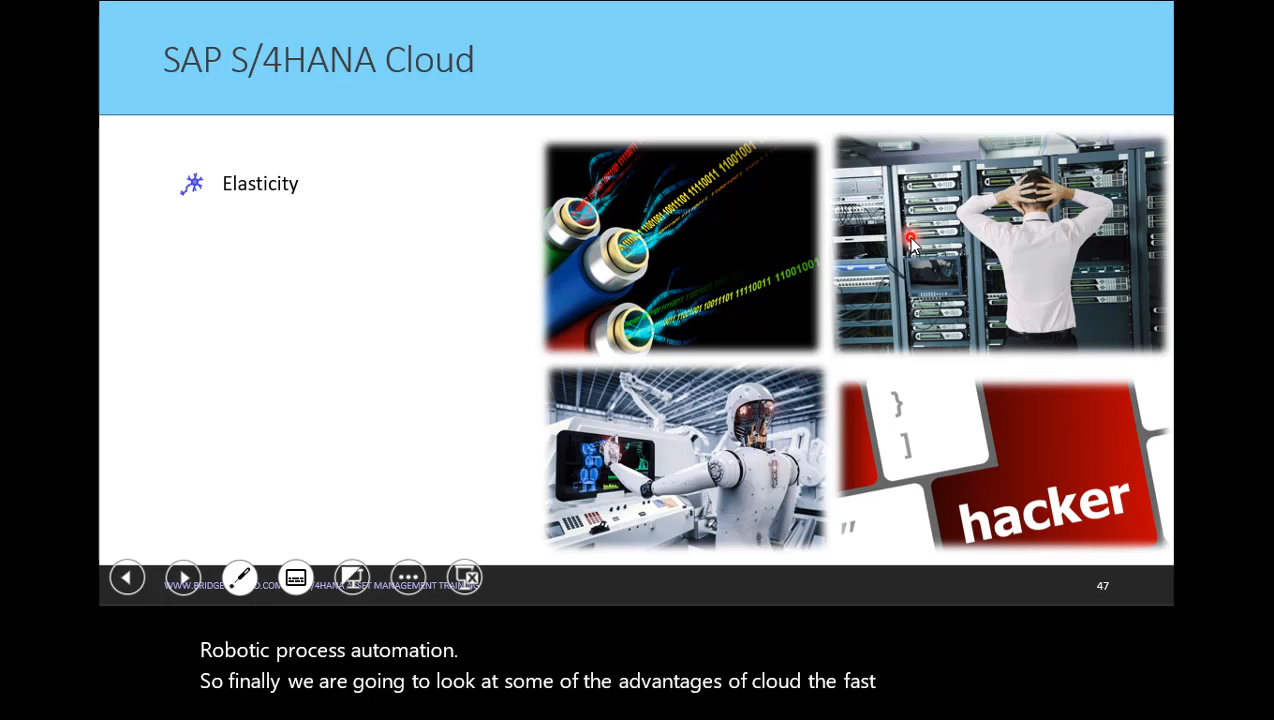 SAP S/4HANA Cloud
Elasticity
}
]
"
hacker
47
Robotic process automation.
So finally we are going to look at some of the advantages of cloud the fast